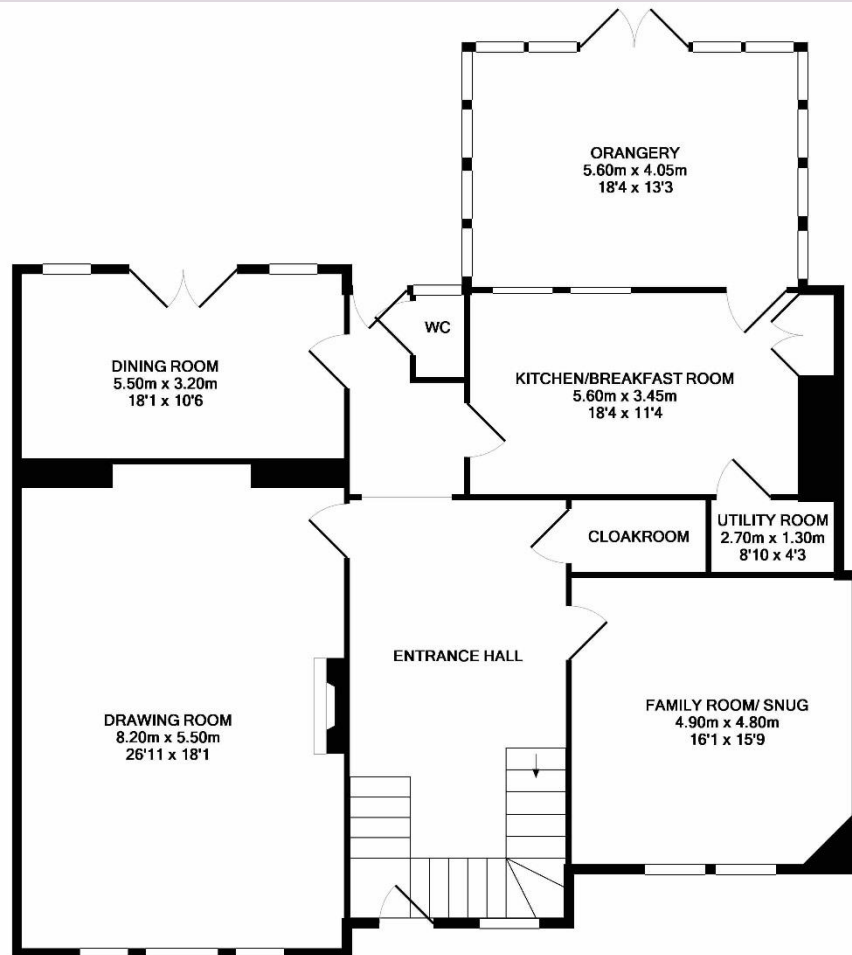 ORANGERY
5.60m x 4.05m
18'4 x 13'3
WC
DINING ROOM
5.50m x 3.20m
18'1 x 10'6
KITCHEN/BREAKFAST ROOM
5.60m x 3.45m
18'4 x 11'4
CLOAKROOM
UTILITY ROOM
2.70m x 1.30m
8'10 x 4'3
ENTRANCE HALL
DRAWING ROOM
8.20m x 5.50m
26'11 x 18'1
FAMILY ROOM/ SNUG
4.90m x 4.80m
16'1 x 15'9